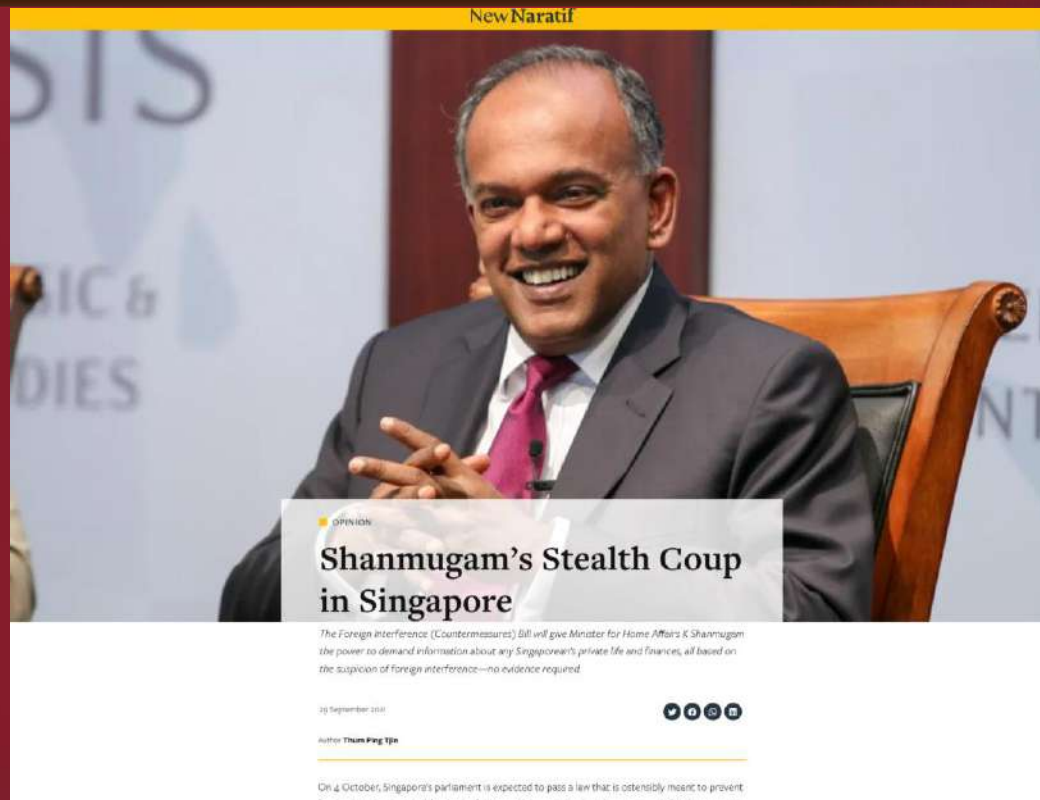 New Naratif
SIS
GIC &
DIES
NT
OPINION
Shanmugam's Stealth Coup
in Singapore
The Foreign Interference (Countermeasures) Bill will give Minister for Home Affairs K Shanmugam
the power to demand information about any Singaporean's private life and finances, all based on
the suspicion of foreign interference—no evidence required.
29 September 2021
Author Thum Ping Tjin
On 4 October, Singapore's parliament is expected to pass a law that is ostensibly meant to prevent